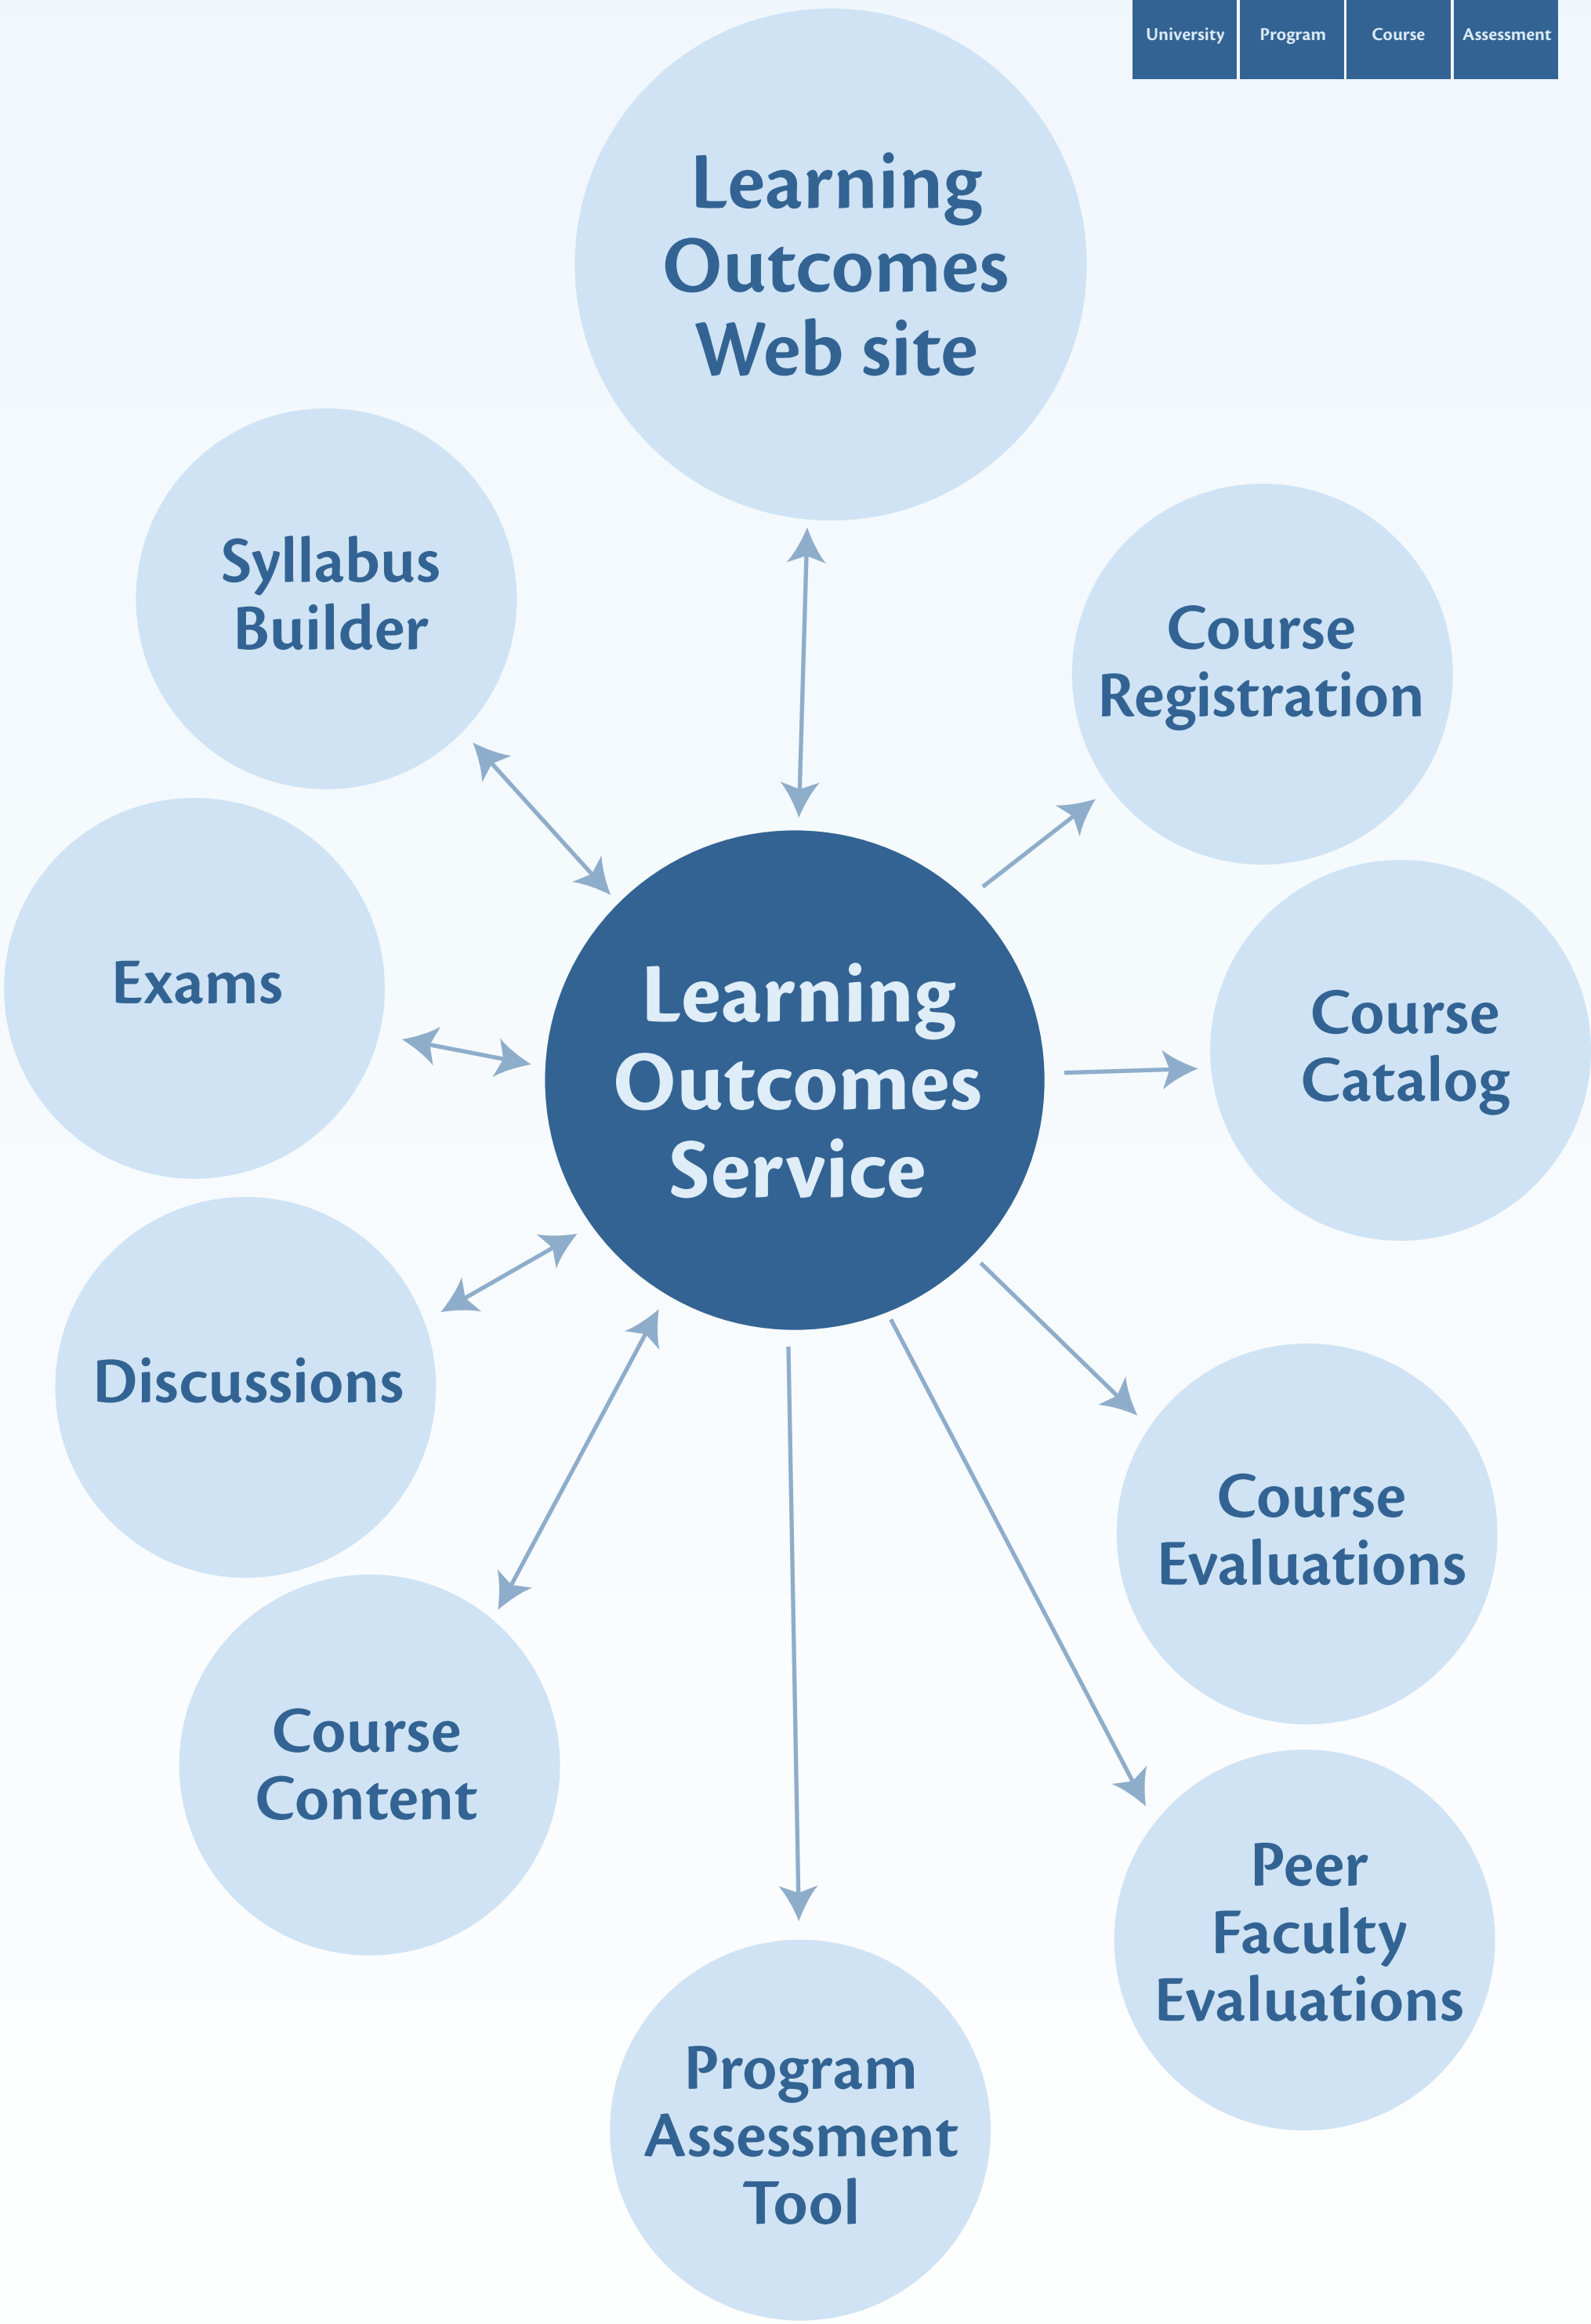 University Program Course Assessment
Learning
Outcomes
Web site
Syllabus
Builder
Course
Registration
Exams
Learning
Outcomes
Service
Course
Catalog
Discussions
Course
Evaluations
Course
Content
Peer
Faculty
Evaluations
Program
Assessment
Tool